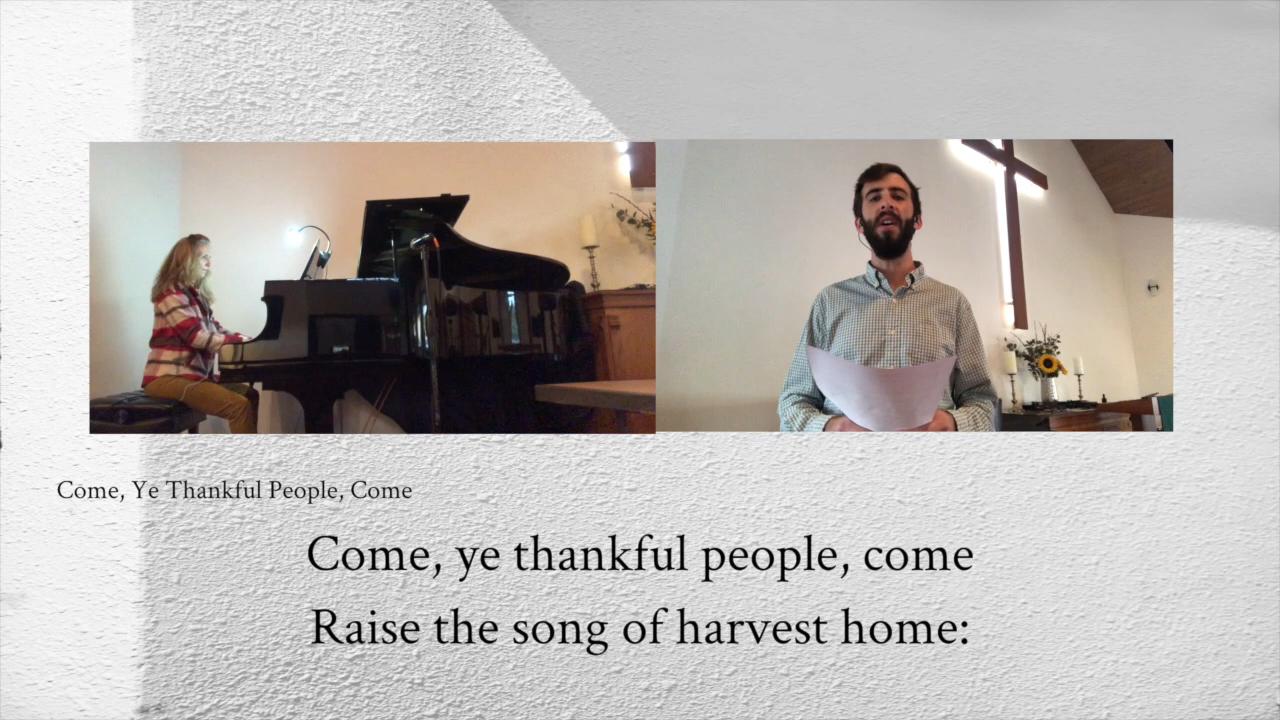 Come, Ye Thankful People, Come
Come, ye thankful people, come
Raise the song of harvest home: